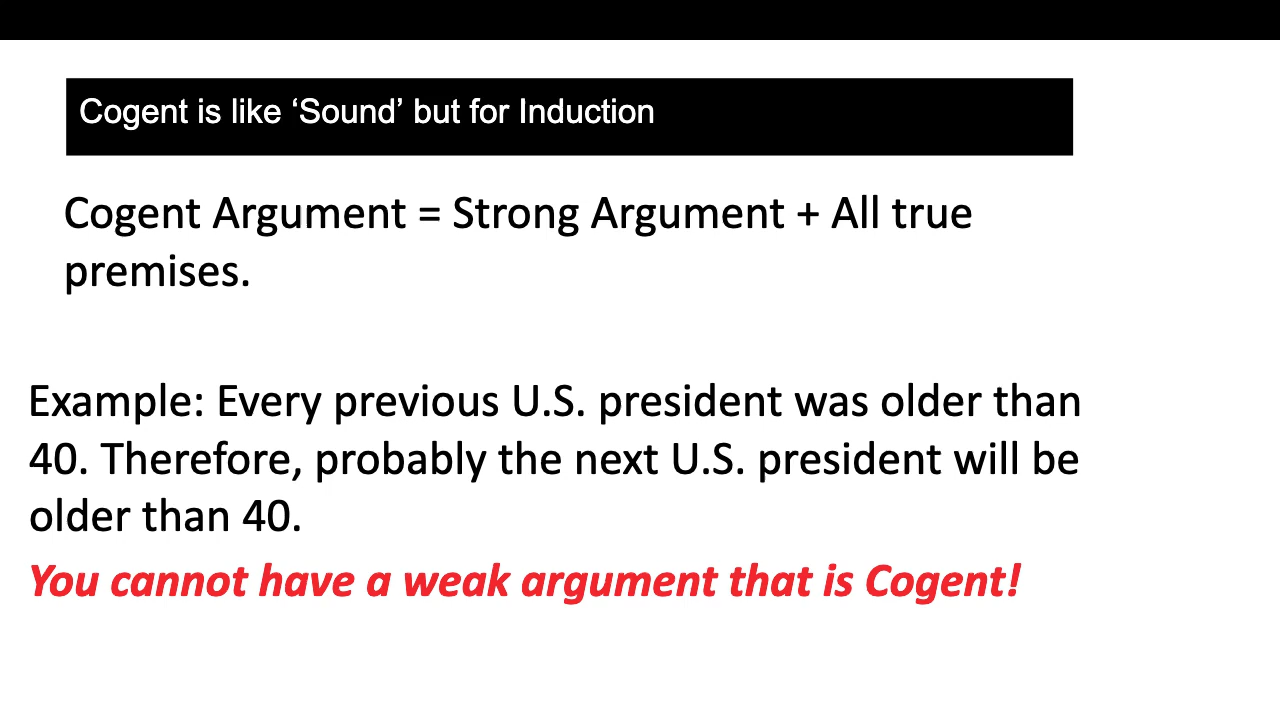 Cogent is like ‘Sound’ but for Induction
Cogent Argument = Strong Argument + All true
premises.
Example: Every previous U.S. president was older than
40. Therefore, probably the next U.S. president will be
older than 40.
You cannot have a weak argument that is Cogent!